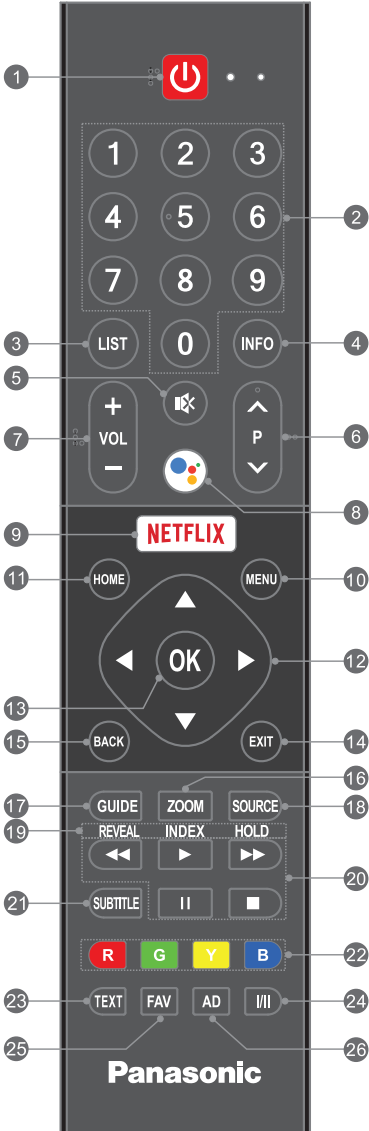 1
1 2 3
4 5 6 2
7 8 9
3 LIST 0 INFO 4
5
+
7 VOL P 6
−
8
9 NETFLIX
11 HOME MENU 10
OK 12
13
15 BACK EXIT 14
16
17 GUIDE ZOOM SOURCE 18
19 REVEAL INDEX HOLD
20
21 SUBTITLE
R G Y B 22
23 TEXT FAV AD I/II 24
25 26
Panasonic